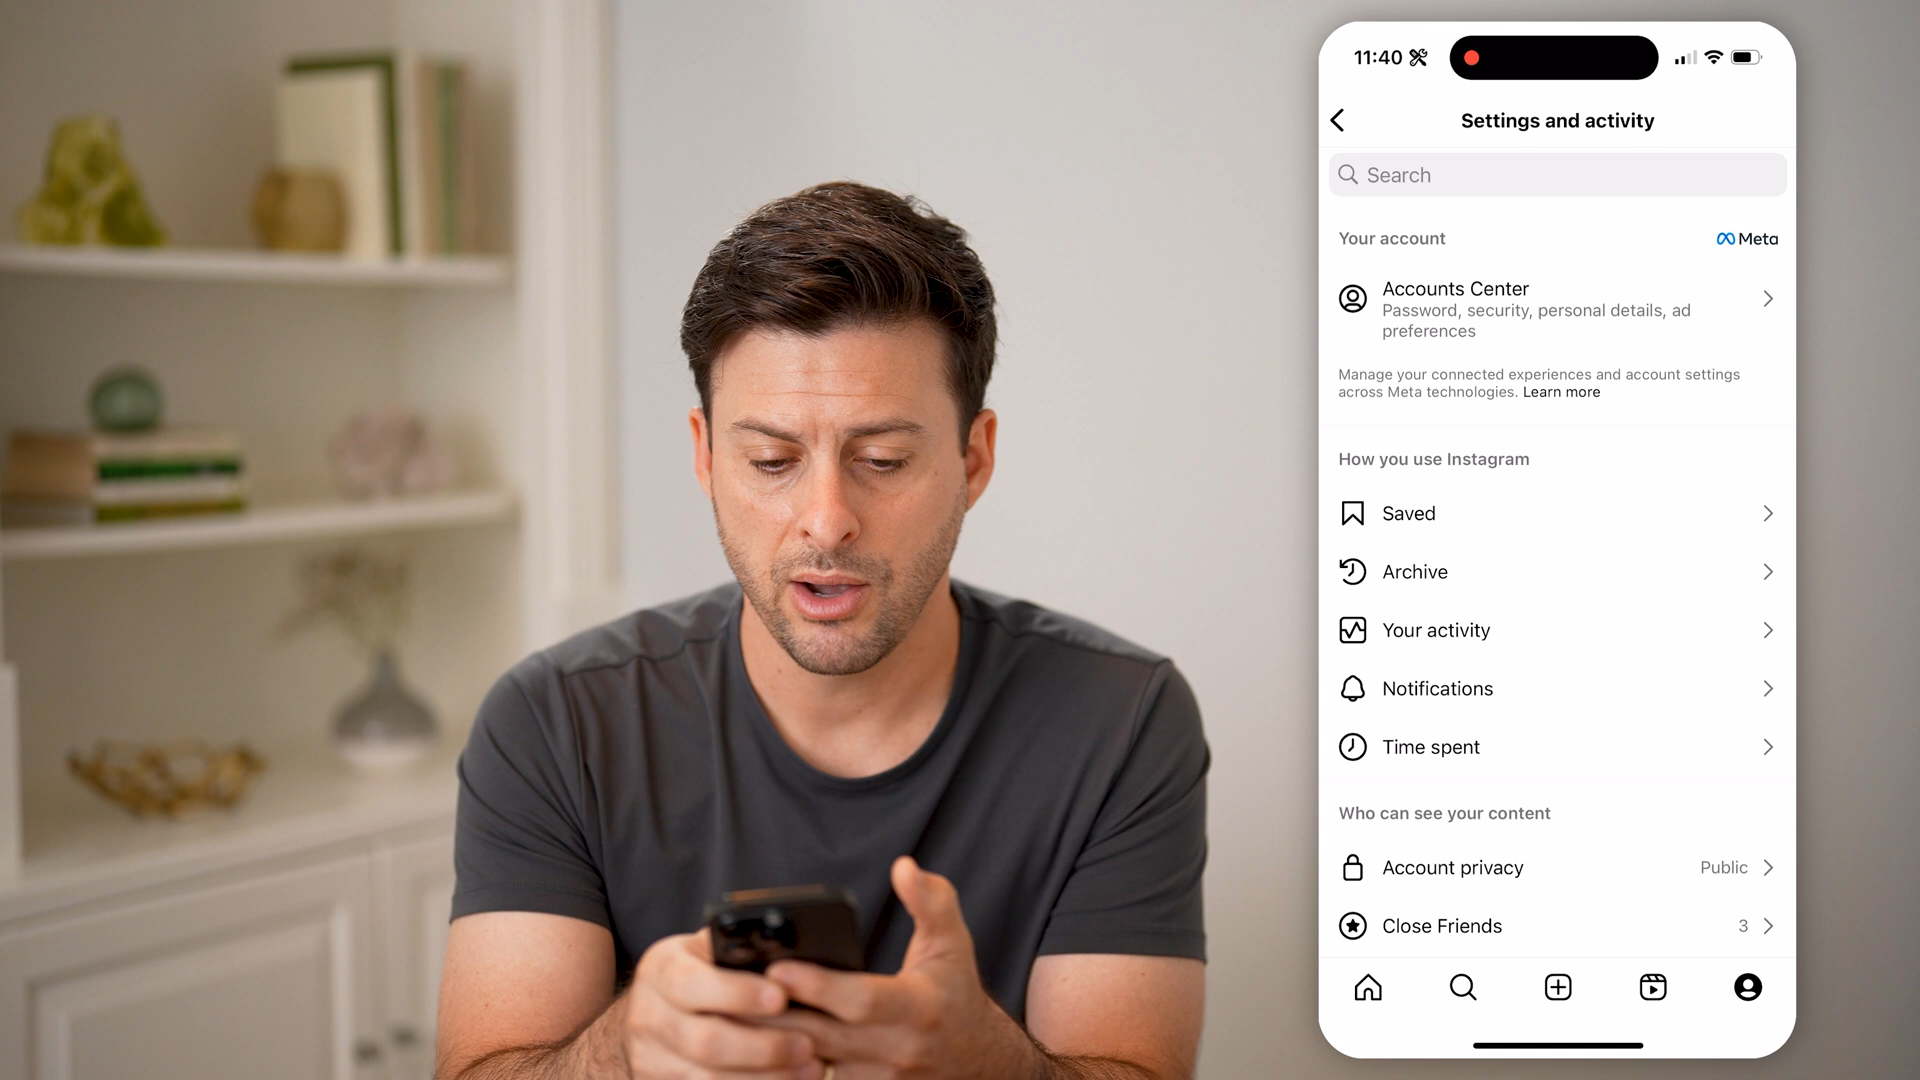 11:40
Settings and activity
Search
Your account
Meta
Accounts Center
Password, security, personal details, ad
preferences
Manage your connected experiences and account settings
across Meta technologies. Learn more
How you use Instagram
Saved
Archive
Your activity
Notifications
Time spent
Who can see your content
Account privacy
Public
Close Friends
3